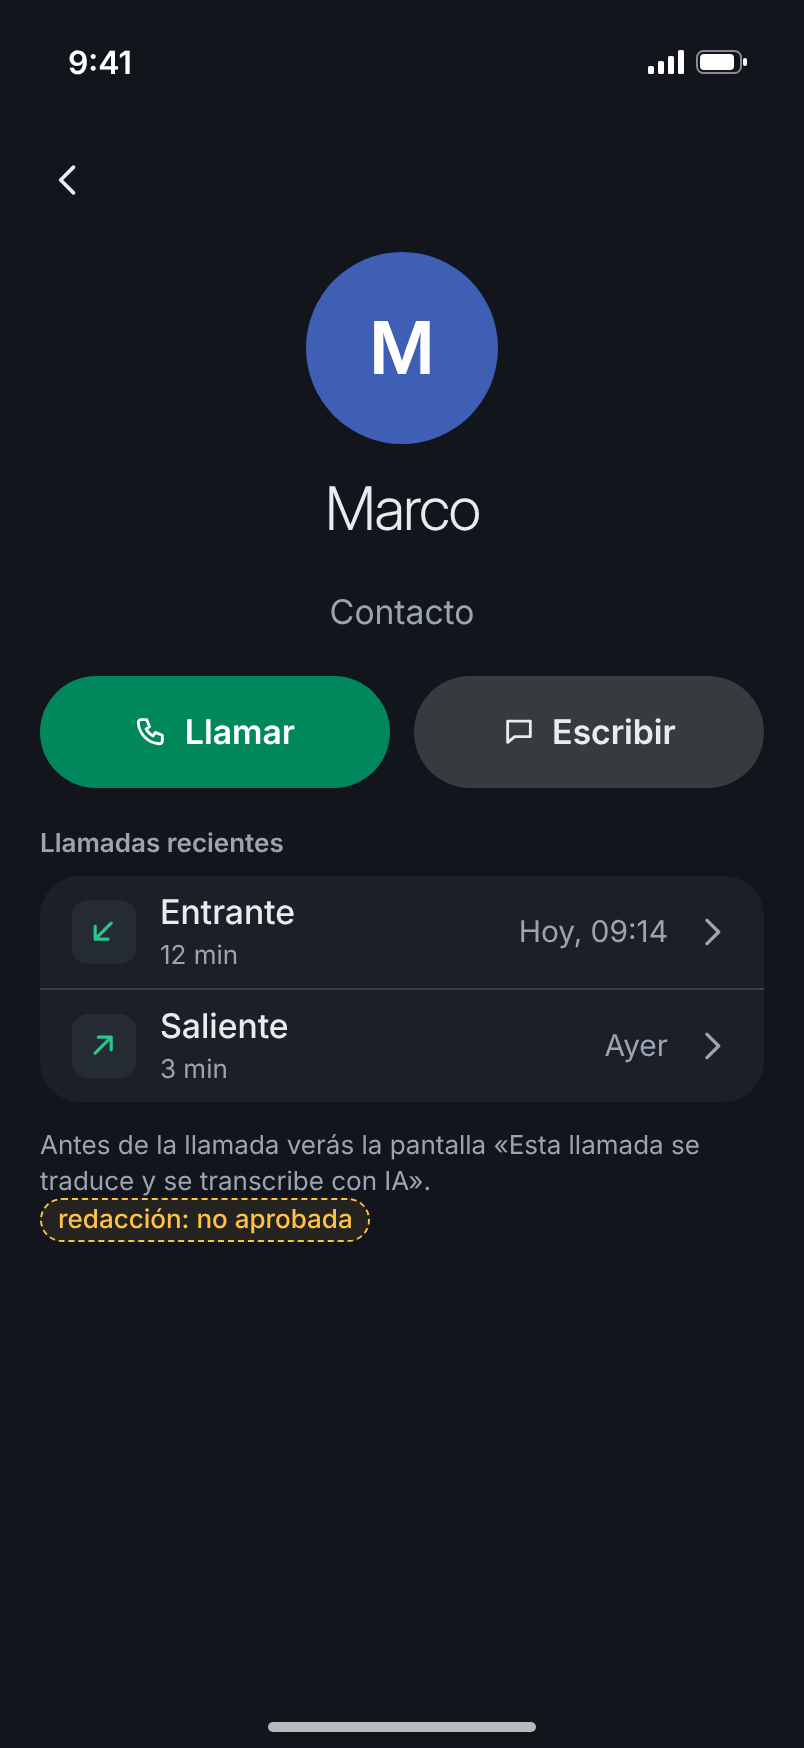 9:41
M
Marco
Contacto
Llamar
Escribir
Llamadas recientes
Entrante
12 min
Hoy, 09:14
Saliente
3 min
Ayer
Antes de la llamada verás la pantalla «Esta llamada se
traduce y se transcribe con IA».
redacción: no aprobada